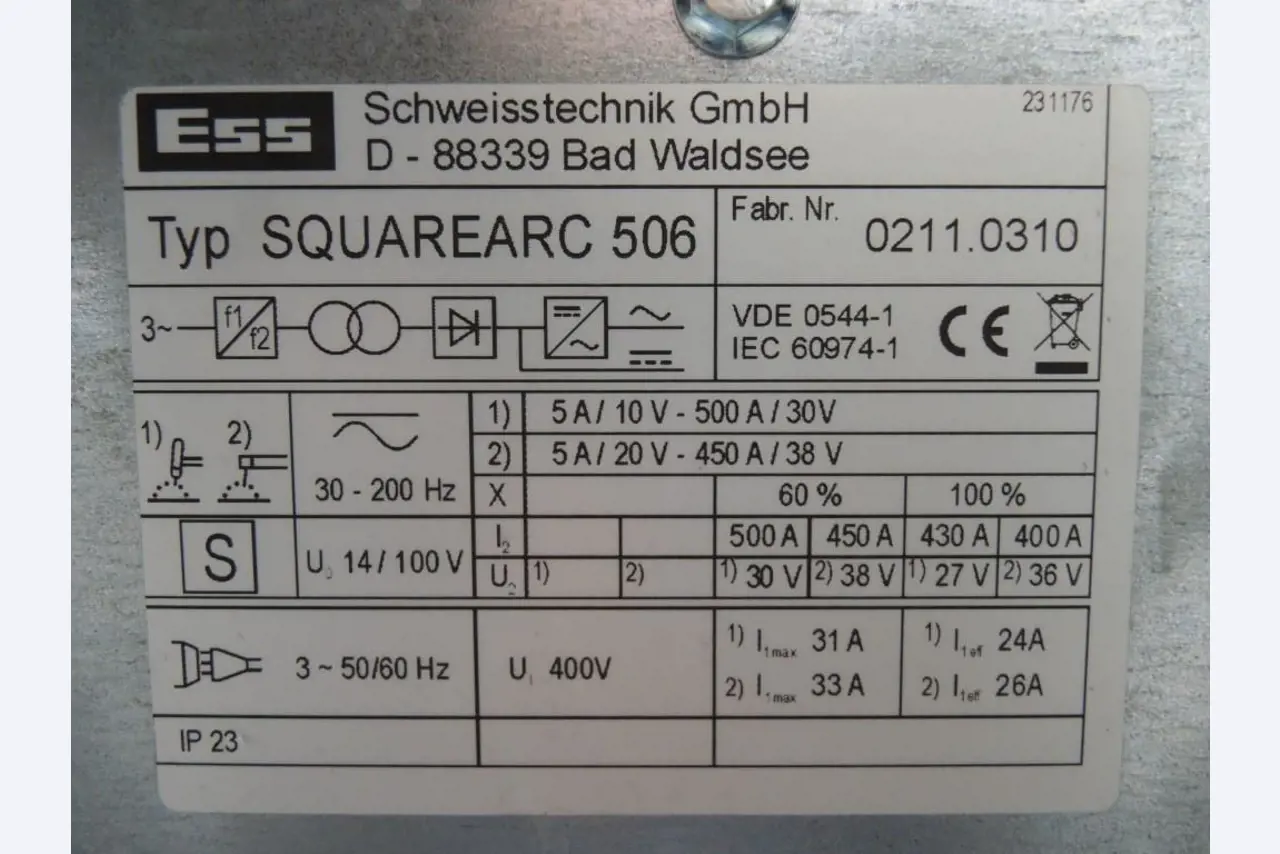 Ess Schweisstechnik GmbH 231176
D - 88339 Bad Waldsee
Typ SQUAREARC 506 Fabr. Nr. 0211.0310
3~ f1/f2 VDE 0544-1 CE
IEC 60974-1
1) 2) 30 - 200 Hz
1) 5 A / 10 V - 500 A / 30 V
2) 5 A / 20 V - 450 A / 38 V
X 60 % 100 %
S U₀ 14 / 100 V
I₂ 500 A 450 A 430 A 400 A
U₂ 1) 2) 1) 30 V 2) 38 V 1) 27 V 2) 36 V
3 ~ 50/60 Hz U₁ 400V
1) I₁max 31 A 1) I₁eff 24A
2) I₁max 33 A 2) I₁eff 26A
IP 23